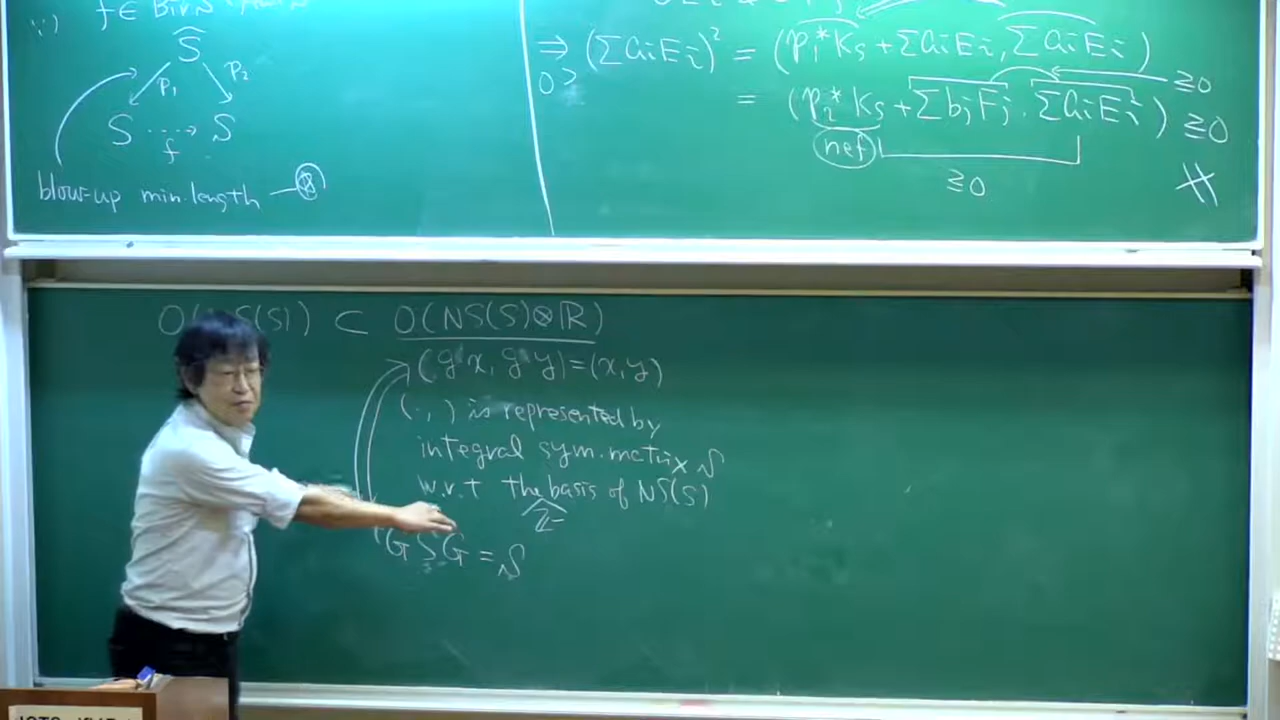 ∵) f ∈ Bir S
Ŝ
p₁ p₂
S ⋯→ S
f
blow-up min. length — ⊛
⇒ (Σ aᵢEᵢ)² = (p₁*K_S + Σ aᵢEᵢ, Σ aᵢEᵢ)
0 >
= (p₂*K_S + Σ bⱼFⱼ . Σ aᵢEᵢ) ≧ 0
≧ 0
nef
≧ 0
O(NS(S)) ⊂ O(NS(S)⊗ℝ)
(g*x, g*y) = (x, y)
(·, ) is represented by
integral sym. matrix S
w.r.t the basis of NS(S)
ℤ-
ᵗG S G = S